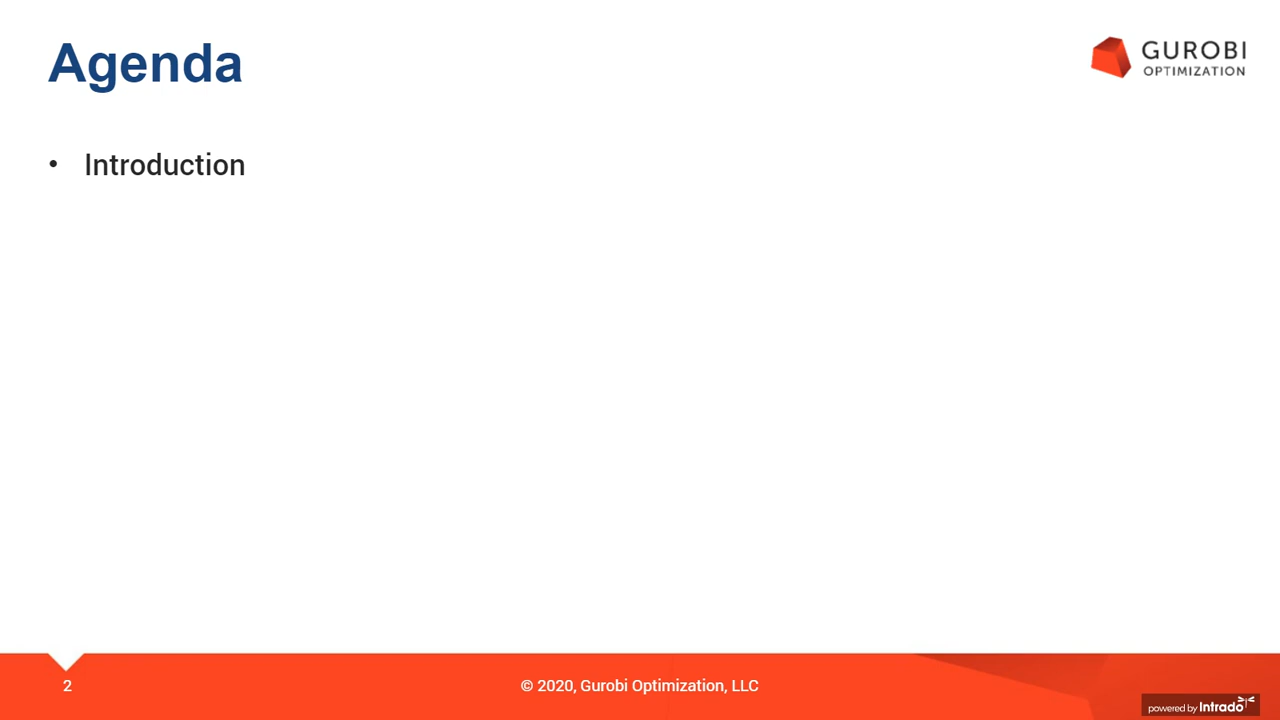 Agenda
GUROBI
OPTIMIZATION
• Introduction
2
© 2020, Gurobi Optimization, LLC
powered by Intrado